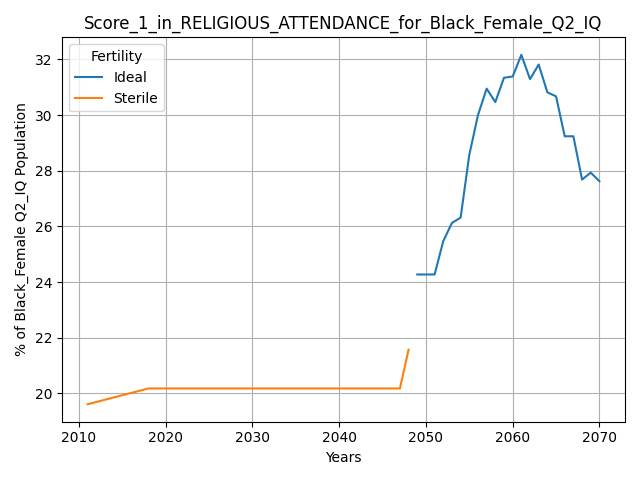 Score_1_in_RELIGIOUS_ATTENDANCE_for_Black_Female_Q2_IQ
Fertility
Ideal
Sterile
% of Black_Female Q2_IQ Population
32
30
28
26
24
22
20
2010 2020 2030 2040 2050 2060 2070
Years